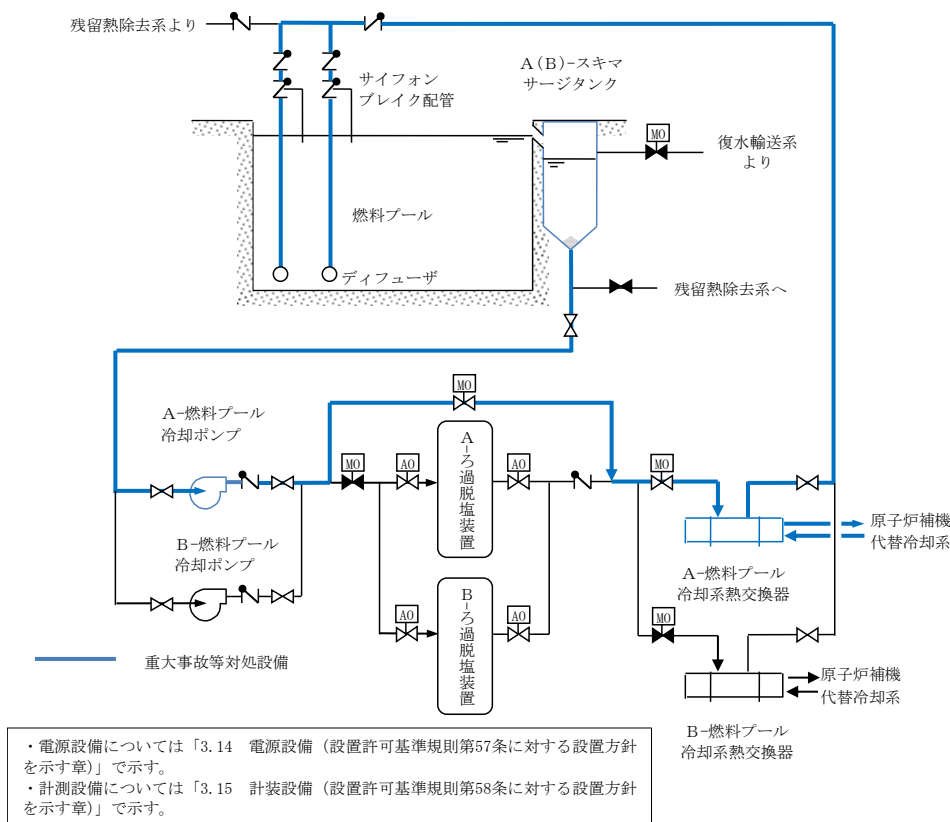 残留熱除去系より
サイフォン
ブレイク配管
A(B)-スキマ
サージタンク
MO
復水輸送系
より
燃料プール
ディフューザ
残留熱除去系へ
MO
A-燃料プール
冷却ポンプ
MO
AO
A-ろ過脱塩装置
AO
MO
原子炉補機
代替冷却系
B-燃料プール
冷却ポンプ
A-燃料プール
冷却系熱交換器
AO
B-ろ過脱塩装置
AO
MO
重大事故等対処設備
原子炉補機
代替冷却系
B-燃料プール
冷却系熱交換器
・電源設備については「3.14 電源設備(設置許可基準規則第57条に対する設置方針
を示す章)」で示す。
・計測設備については「3.15 計装設備(設置許可基準規則第58条に対する設置方針
を示す章)」で示す。